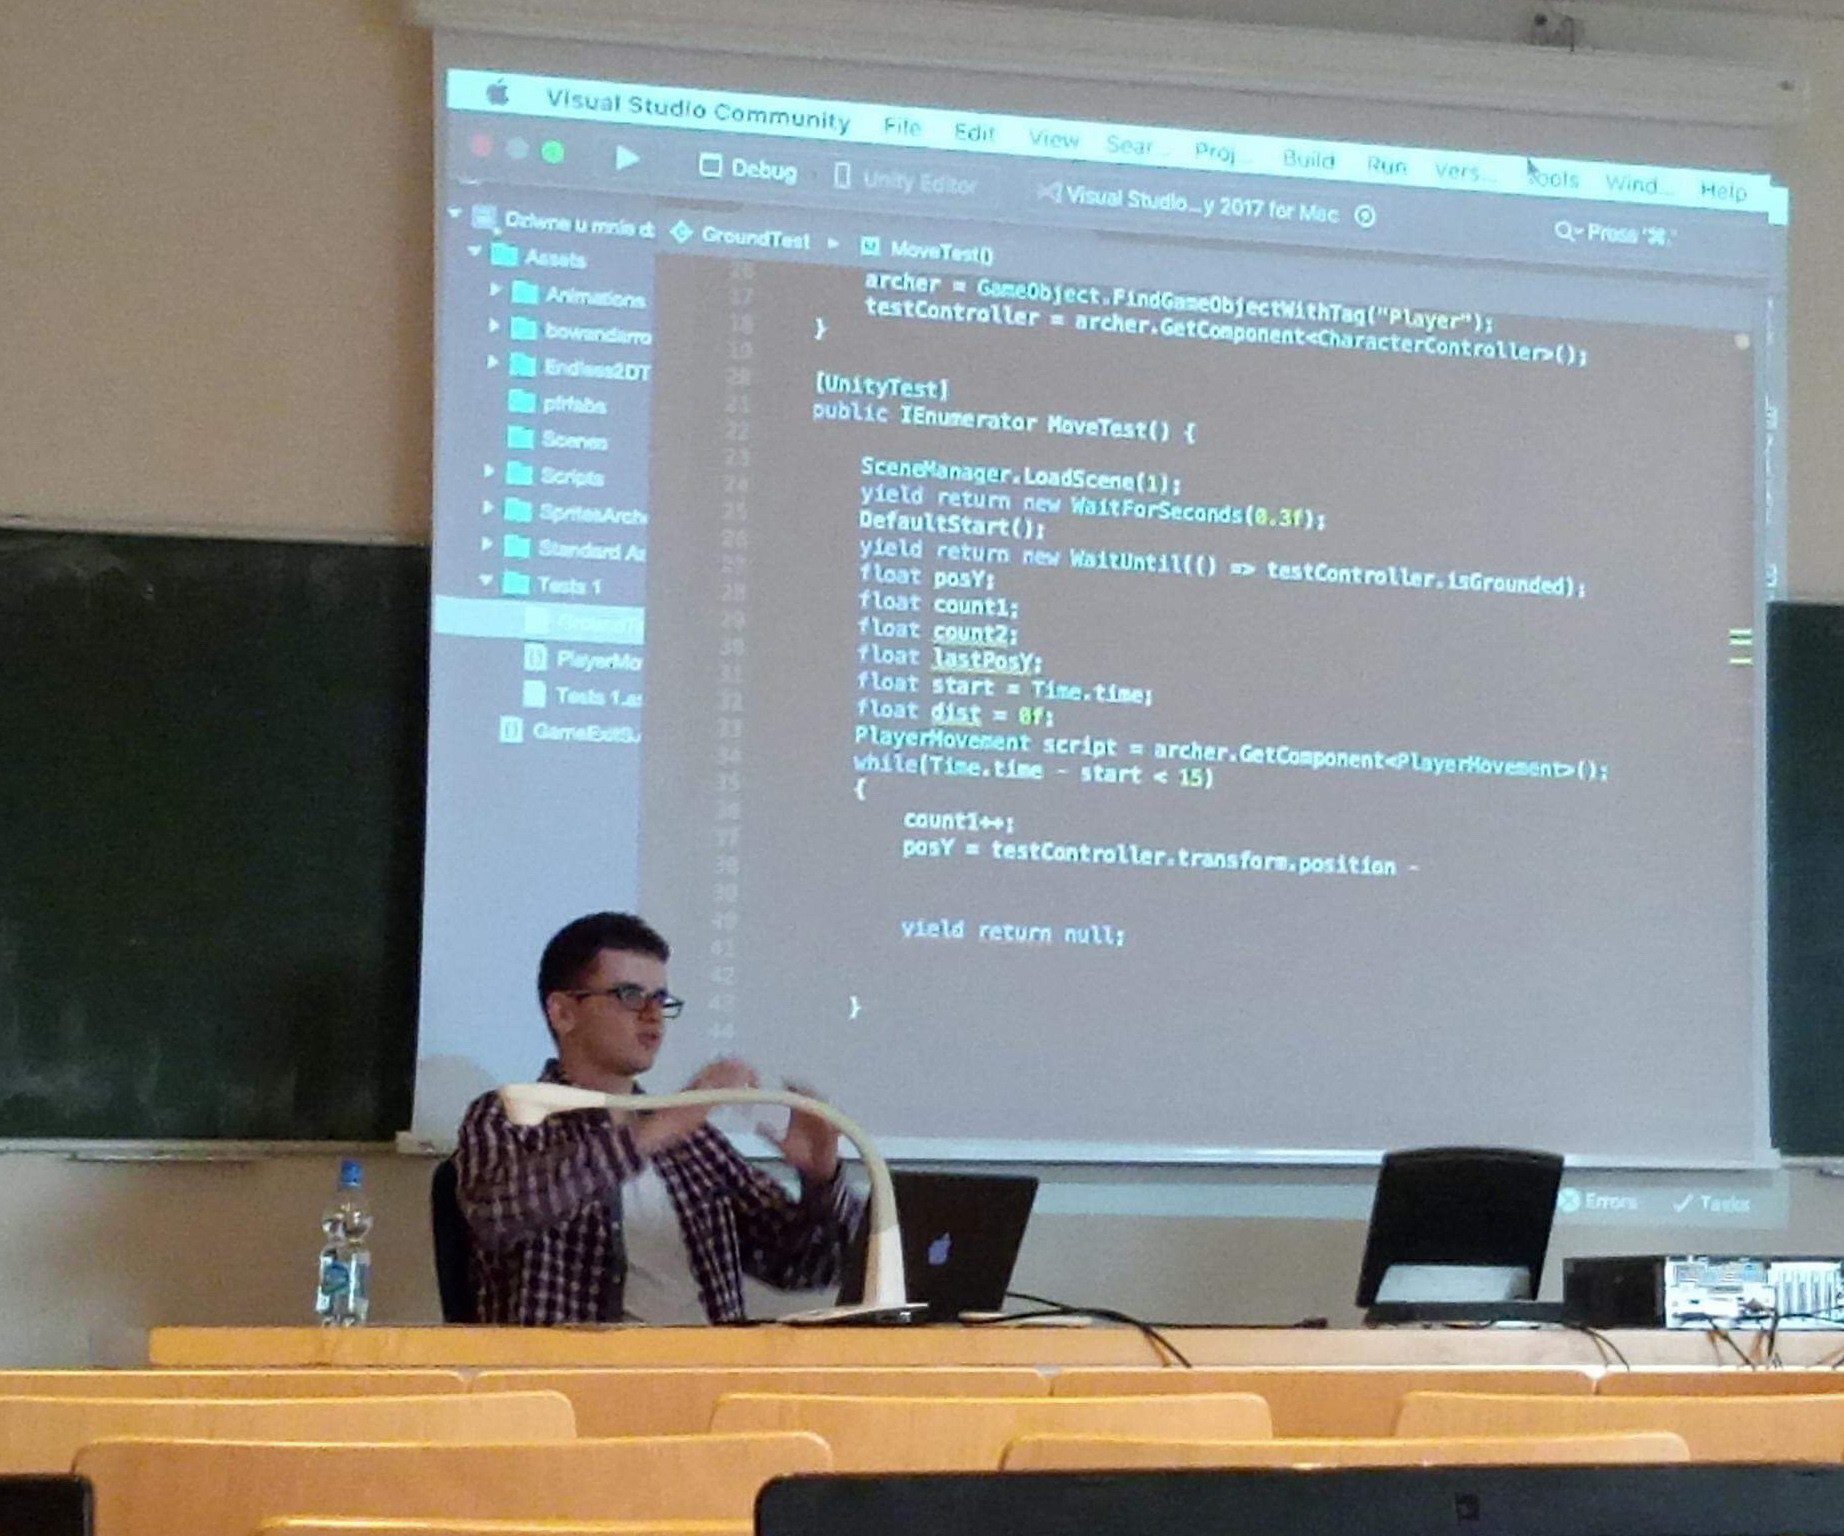 Visual Studio Community File Edit View Sear... Proj... Build Run Vers... Tools Wind... Help
Debug Unity Editor Visual Studio...y 2017 for Mac Press '⌘.'
Dziwne u mnie d
GroundTest MoveTest()
Assets
Animations
bowandarro
Endless2DT
Scenes
Scripts
SpritesArch
Standard As
Tests 1
PlayerMo
Tests 1.as
GameExitS
17 archer = GameObject.FindGameObjectWithTag("Player");
18 testController = archer.GetComponent<CharacterController>();
19 }
20
21 [UnityTest]
22 public IEnumerator MoveTest() {
23
24 SceneManager.LoadScene(1);
25 yield return new WaitForSeconds(0.3f);
26 DefaultStart();
27 yield return new WaitUntil(() => testController.isGrounded);
28 float posY;
29 float count1;
30 float count2;
31 float lastPosY;
32 float start = Time.time;
33 float dist = 0f;
34 PlayerMovement script = archer.GetComponent<PlayerMovement>();
35 while(Time.time - start < 15)
36 {
37 count1++;
38 posY = testController.transform.position -
39
40
41 yield return null;
42
43
44 }
Errors Tasks